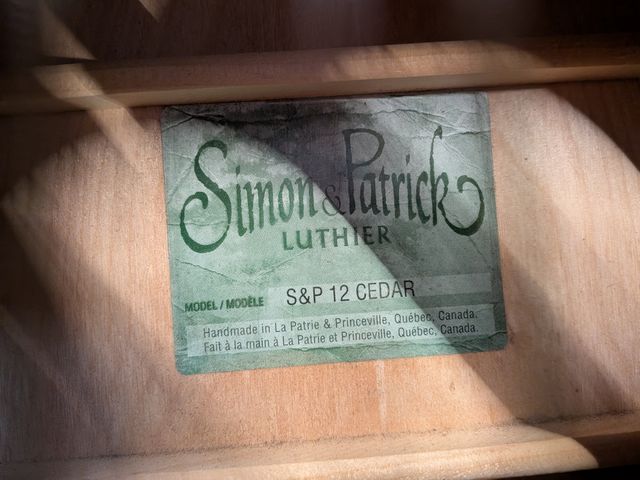 Simon & Patrick
LUTHIER
MODEL / MODÈLE S&P 12 CEDAR
Handmade in La Patrie & Princeville, Québec, Canada.
Fait à la main à La Patrie et Princeville, Québec, Canada.